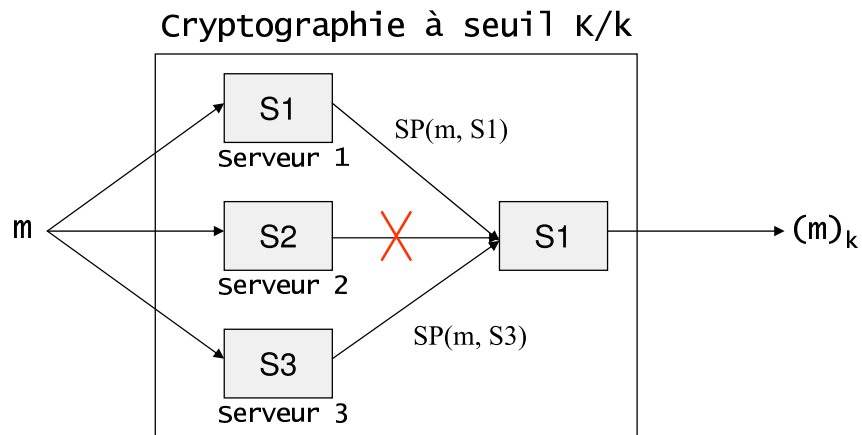 Cryptographie à seuil K/k
S1
SP(m, S1)
Serveur 1
m
S2
S1
(m)k
Serveur 2
SP(m, S3)
S3
Serveur 3